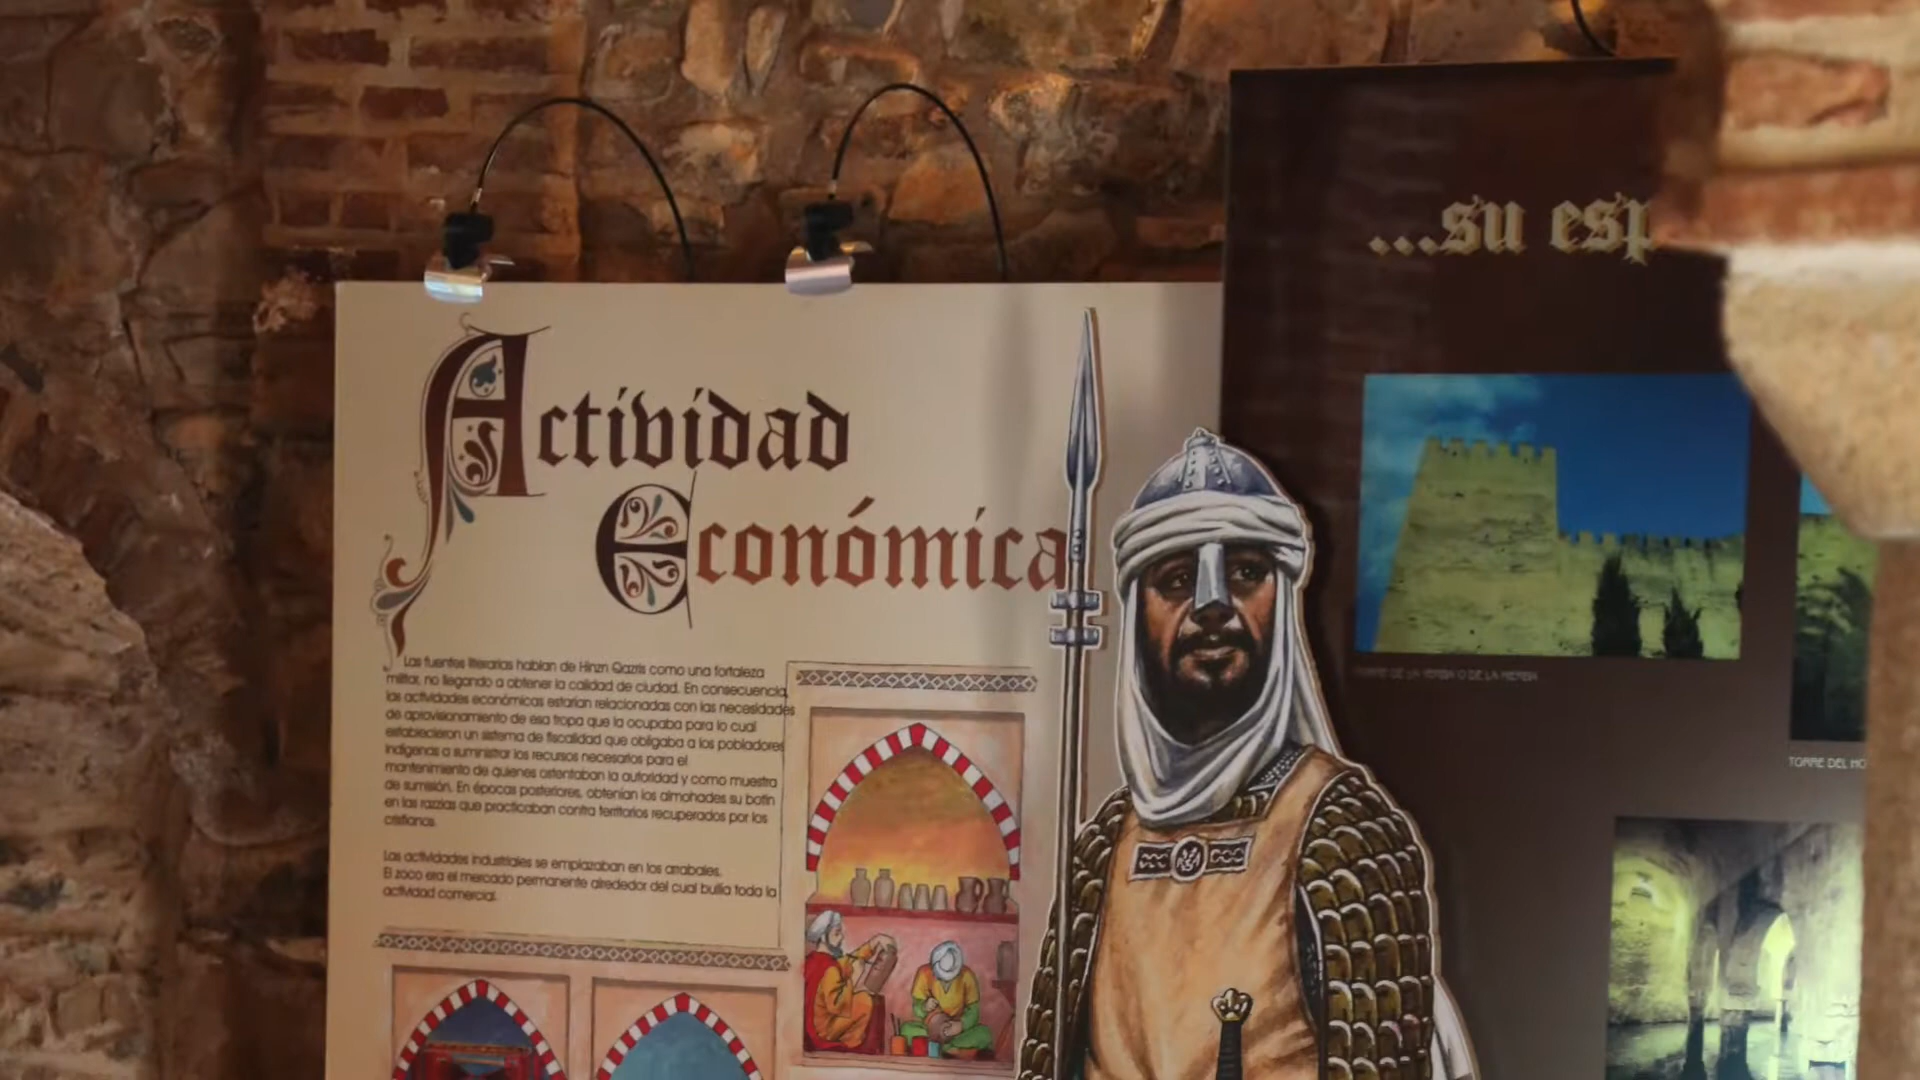 Actividad
Económica
Las fuentes literarias hablan de Hinzn Qazris como una fortaleza
militar, no llegando a obtener la calidad de ciudad. En consecuencia,
las actividades económicas estarían relacionadas con las necesidades
de aprovisionamiento de esa tropa que la ocupaba para lo cual
establecieron un sistema de fiscalidad que obligaba a los pobladores
indígenas a suministrar los recursos necesarios para el
mantenimiento de quienes ostentaban la autoridad y como muestra
de sumisión. En épocas posteriores, obtenían los almohades su botín
en las razzias que practicaban contra territorios recuperados por los
cristianos.
Las actividades industriales se emplazaban en los arrabales.
El zoco era el mercado permanente alrededor del cual bullía toda la
actividad comercial.
...su esp
TORRE DE LA
TORRE DEL HO